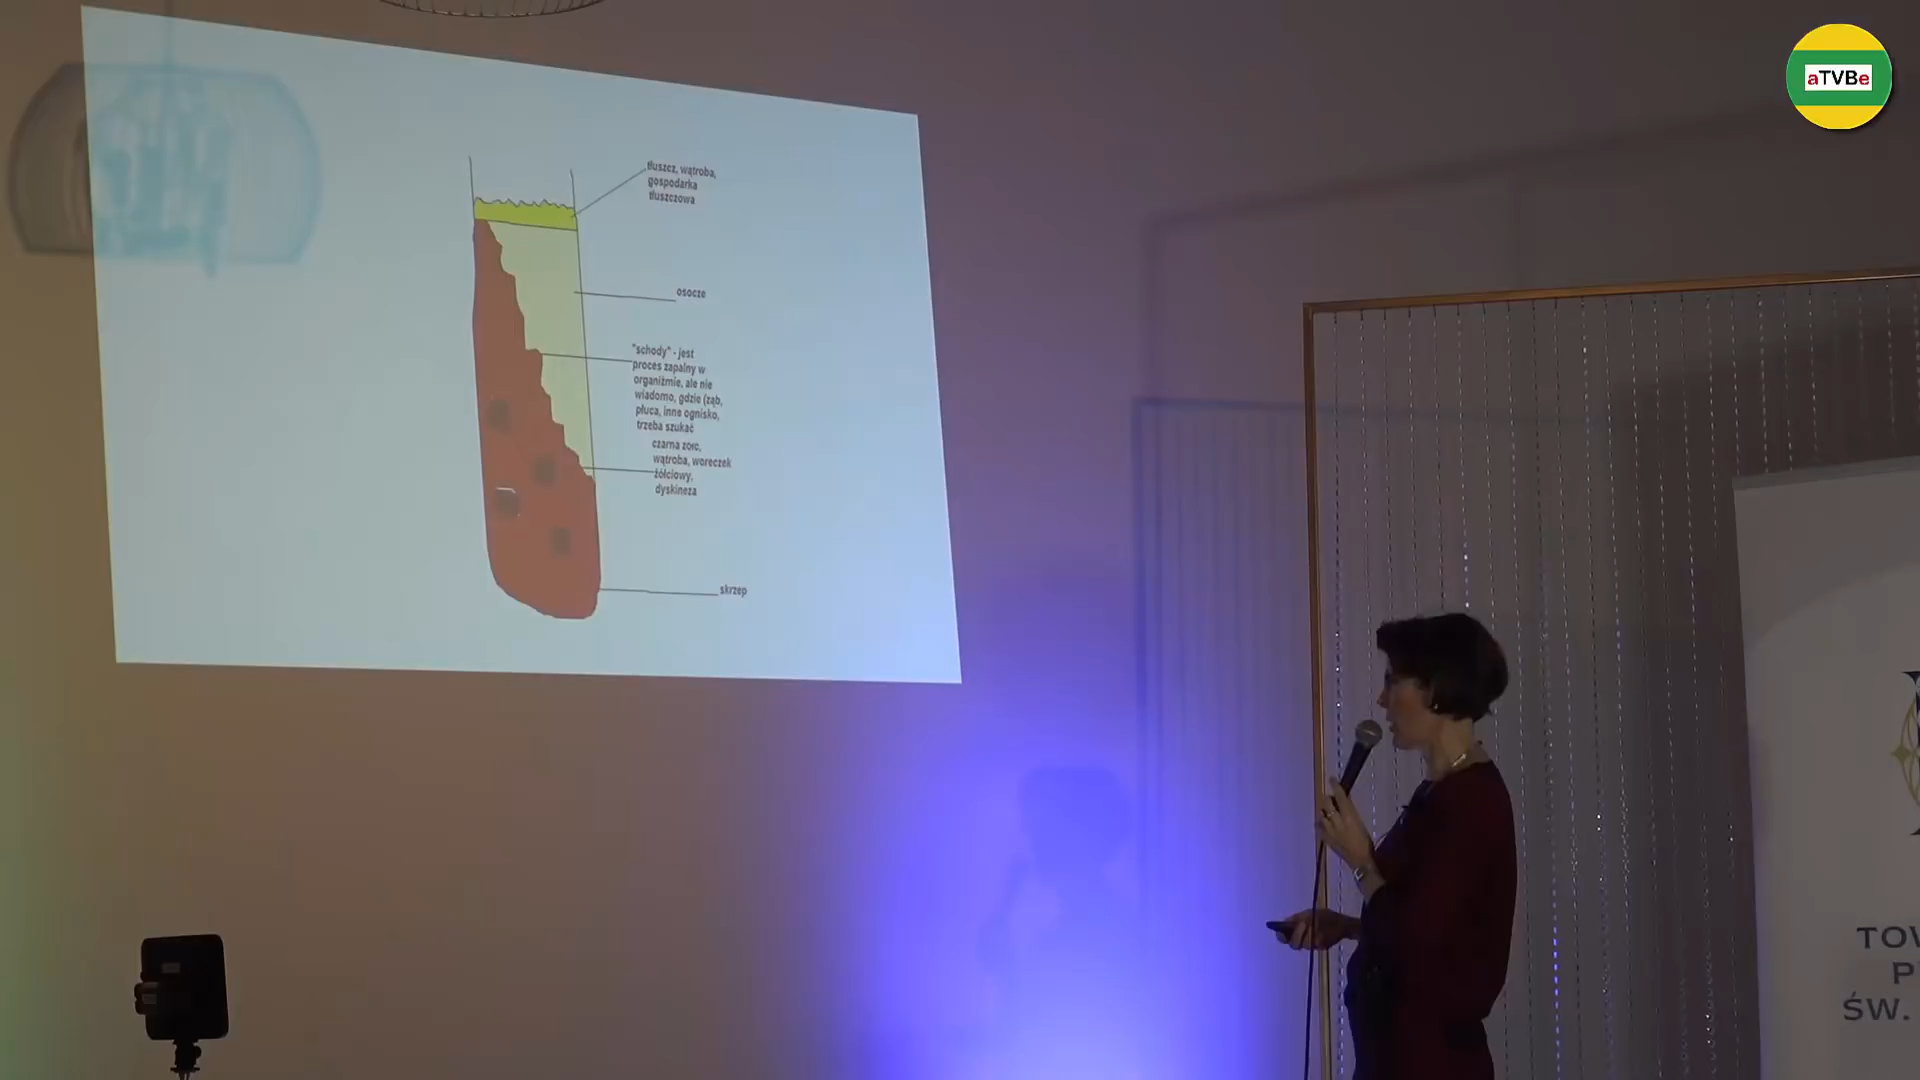 aTVBe
tłuszcz, wątroba,
gospodarka
tłuszczowa
osocze
"schody" - jest
proces zapalny w
organiźmie, ale nie
wiadomo, gdzie (ząb,
płuca, inne ognisko,
trzeba szukać
czarna żółć,
wątroba, woreczek
żółciowy,
dyskineza
skrzep
TOW
P
ŚW.